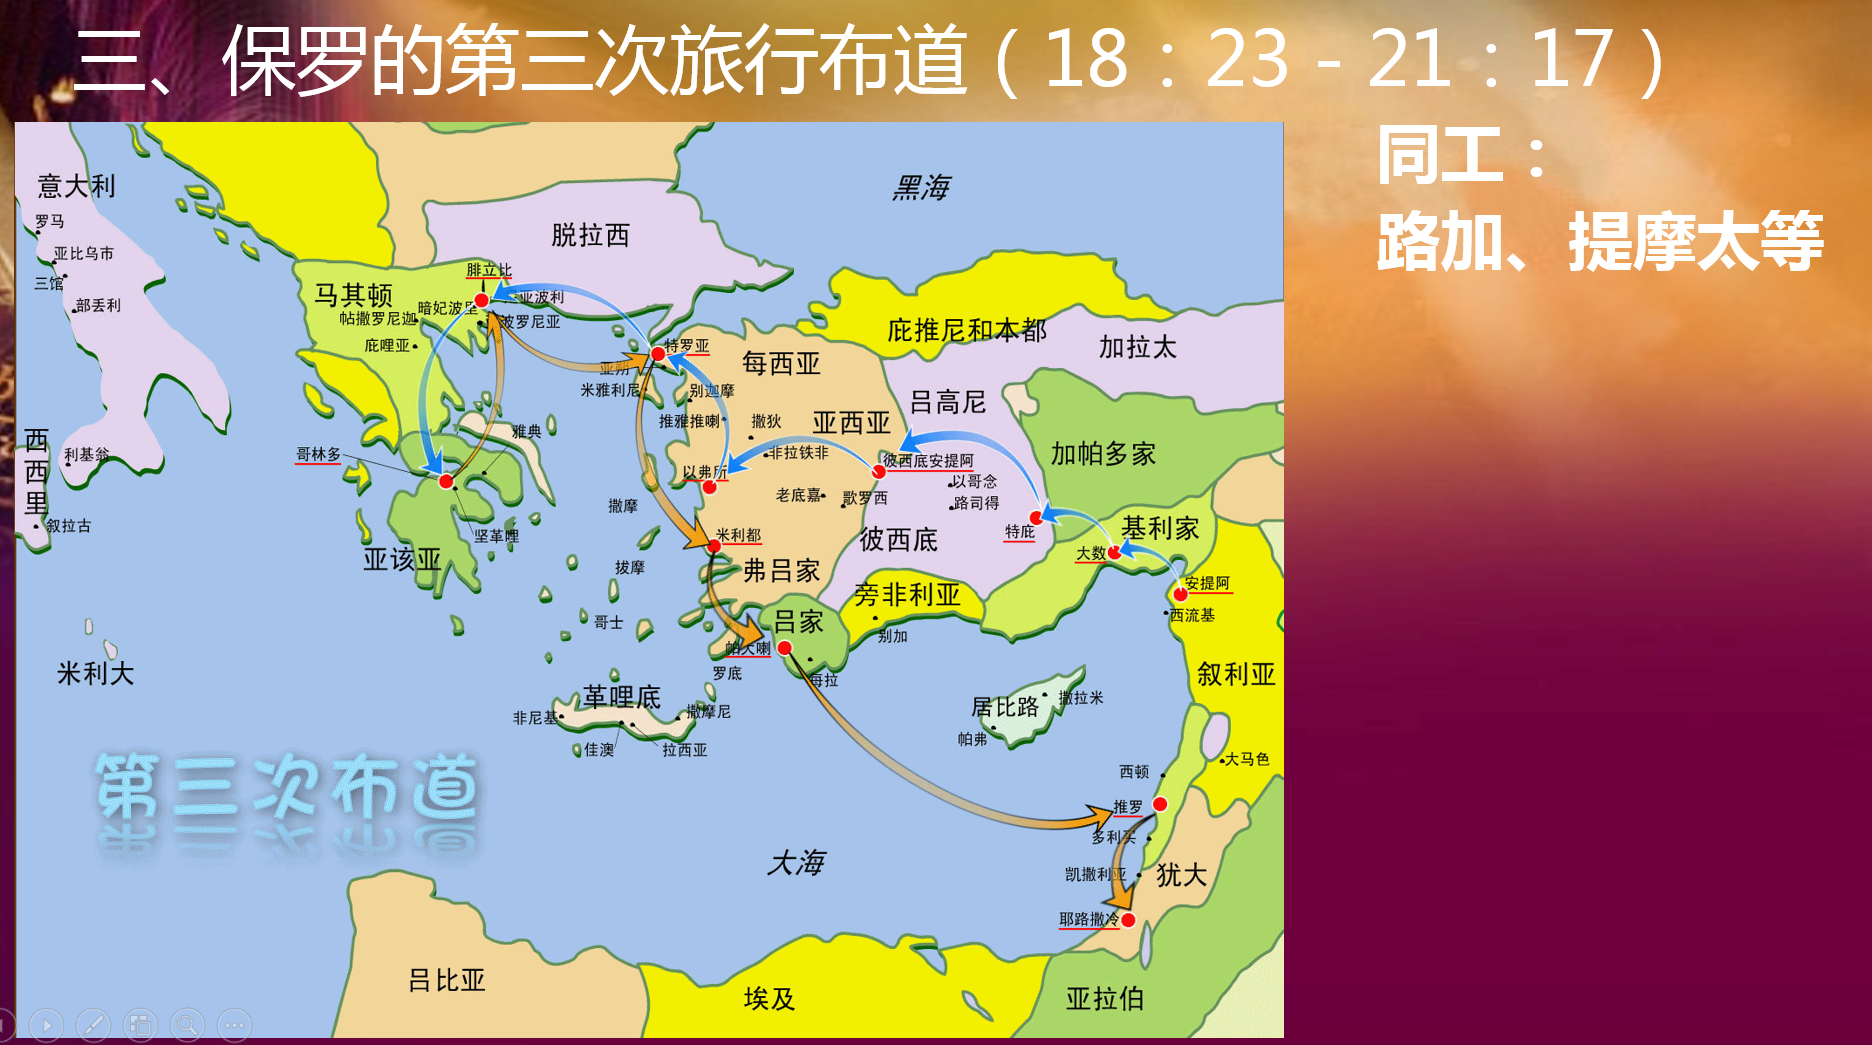 三、保罗的第三次旅行布道（18：23－21：17）
同工：
路加、提摩太等
意大利
罗马
亚比乌市
三馆
部丢利
黑海
脱拉西
腓立比
马其顿
亚波利
暗妃波里
帖撒罗尼迦
波罗尼亚
庇哩亚
特罗亚
每西亚
庇推尼和本都
加拉太
米雅利尼
别迦摩
推雅推喇
撒狄
亚西亚
吕高尼
加帕多家
西西里
利基翁
叙拉古
哥林多
雅典
以弗所
非拉铁非
彼西底安提阿
以哥念
路司得
老底嘉
歌罗西
撒摩
坚革哩
亚该亚
米利都
彼西底
特庇
基利家
大数
拔摩
弗吕家
旁非利亚
安提阿
西流基
哥士
吕家
别加
帕大喇
罗底
每拉
叙利亚
米利大
革哩底
非尼基
撒摩尼
佳澳
拉西亚
居比路
撒拉米
帕弗
大马色
西顿
推罗
多利买
凯撒利亚
犹大
耶路撒冷
第三次布道
大海
吕比亚
埃及
亚拉伯